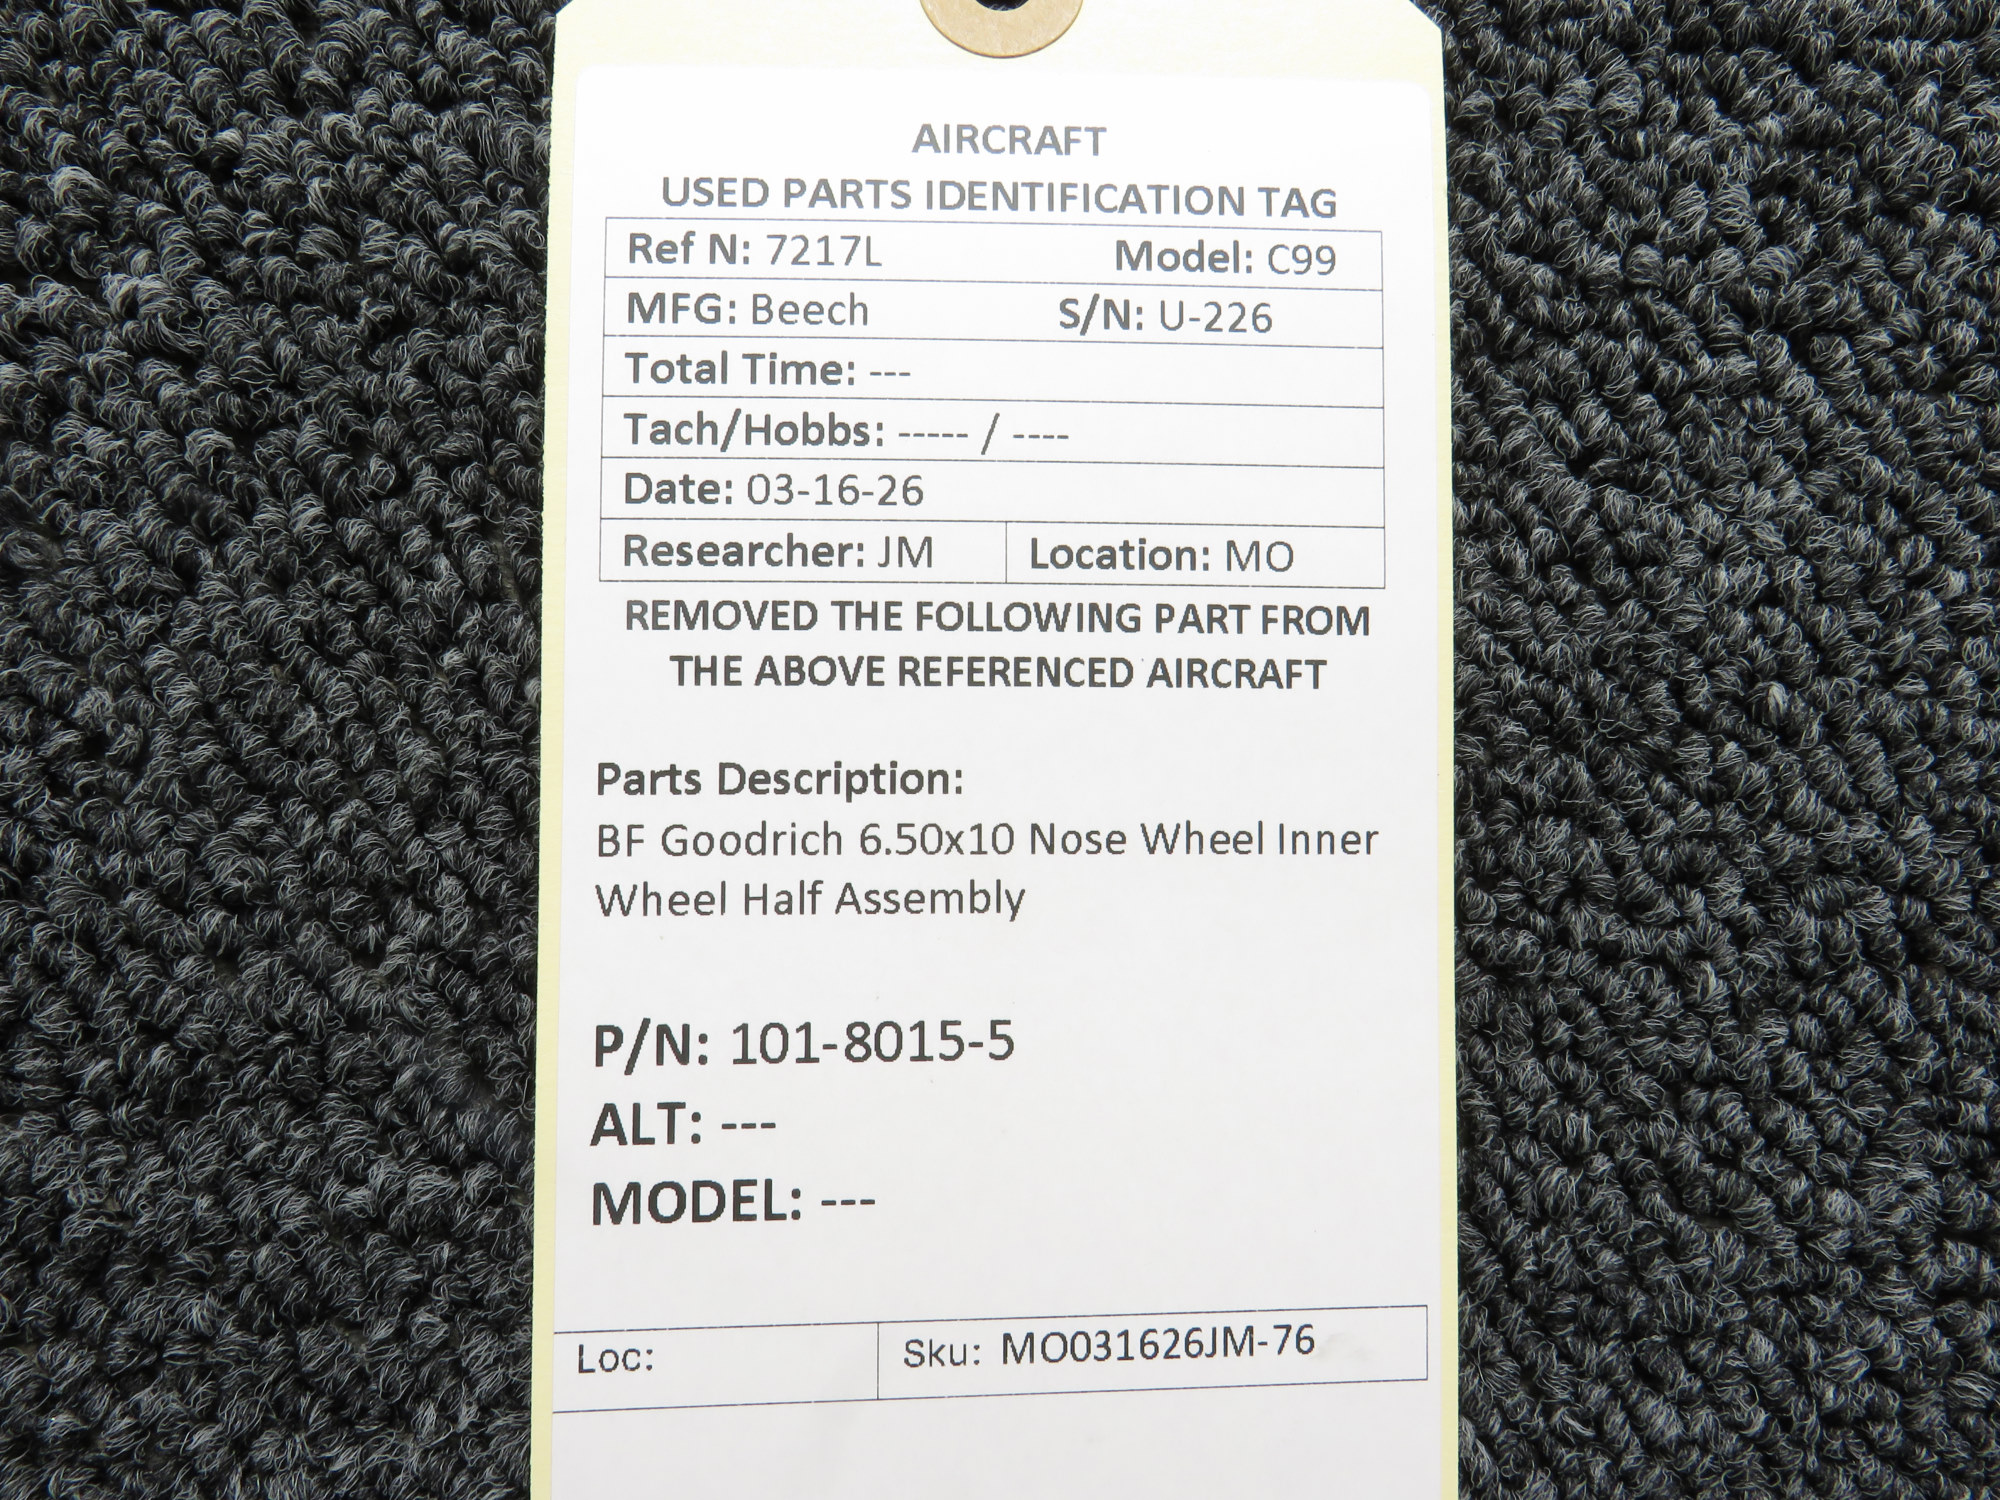 AIRCRAFT
USED PARTS IDENTIFICATION TAG
Ref N: 7217L Model: C99
MFG: Beech S/N: U-226
Total Time: ---
Tach/Hobbs: ----- / ----
Date: 03-16-26
Researcher: JM Location: MO
REMOVED THE FOLLOWING PART FROM
THE ABOVE REFERENCED AIRCRAFT
Parts Description:
BF Goodrich 6.50x10 Nose Wheel Inner
Wheel Half Assembly
P/N: 101-8015-5
ALT: ---
MODEL: ---
Loc: Sku: MO031626JM-76